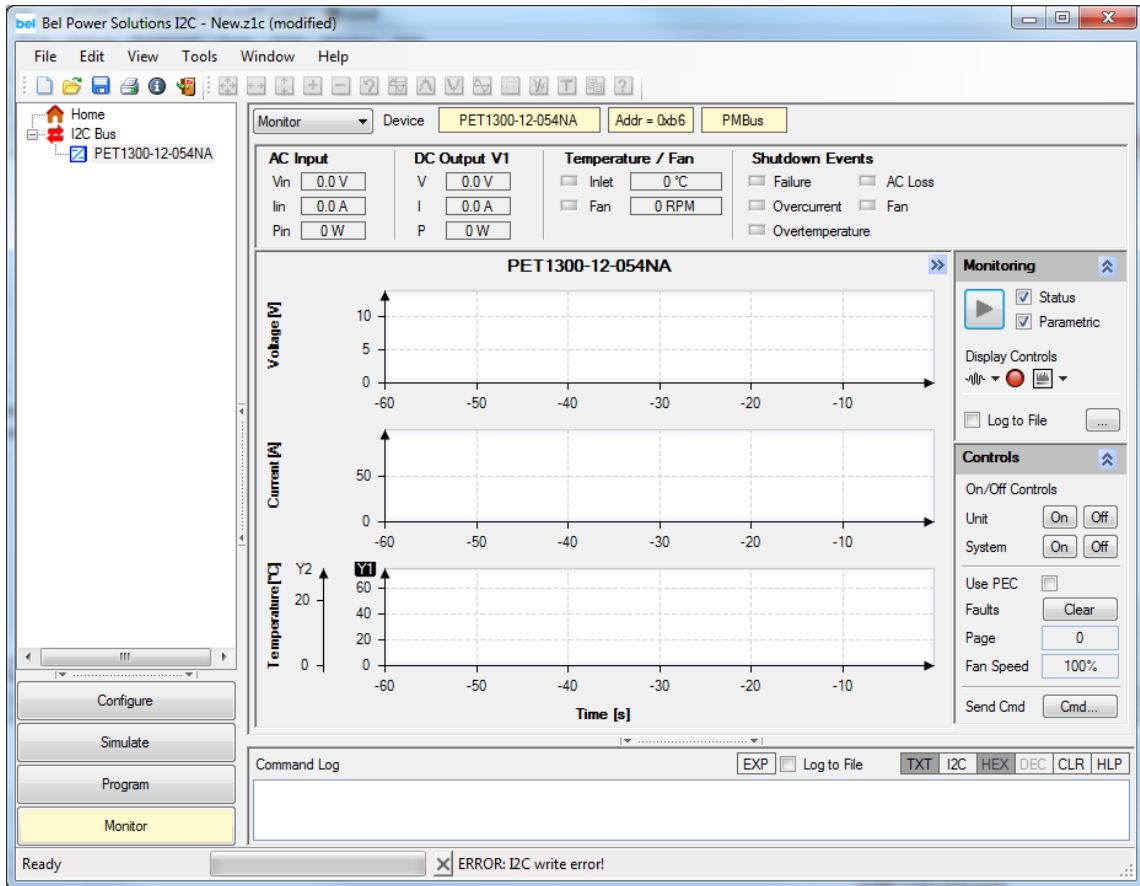 bel Bel Power Solutions I2C - New.z1c (modified)
File Edit View Tools Window Help
Home
I2C Bus
PET1300-12-054NA
Configure
Simulate
Program
Monitor
Monitor Device PET1300-12-054NA Addr = 0xb6 PMBus
AC Input DC Output V1 Temperature / Fan Shutdown Events
Vin 0.0 V V 0.0 V Inlet 0 °C Failure AC Loss
Iin 0.0 A I 0.0 A Fan 0 RPM Overcurrent Fan
Pin 0 W P 0 W Overtemperature
PET1300-12-054NA
Voltage [V]
10
5
0
-60 -50 -40 -30 -20 -10
Current [A]
50
0
-60 -50 -40 -30 -20 -10
Temperature [°C]
Y2 Y1
60
20
40
20
0 0
-60 -50 -40 -30 -20 -10
Time [s]
Monitoring
Status
Parametric
Display Controls
Log to File ...
Controls
On/Off Controls
Unit On Off
System On Off
Use PEC
Faults Clear
Page 0
Fan Speed 100%
Send Cmd Cmd...
Command Log EXP Log to File TXT I2C HEX DEC CLR HLP
Ready ERROR: I2C write error!